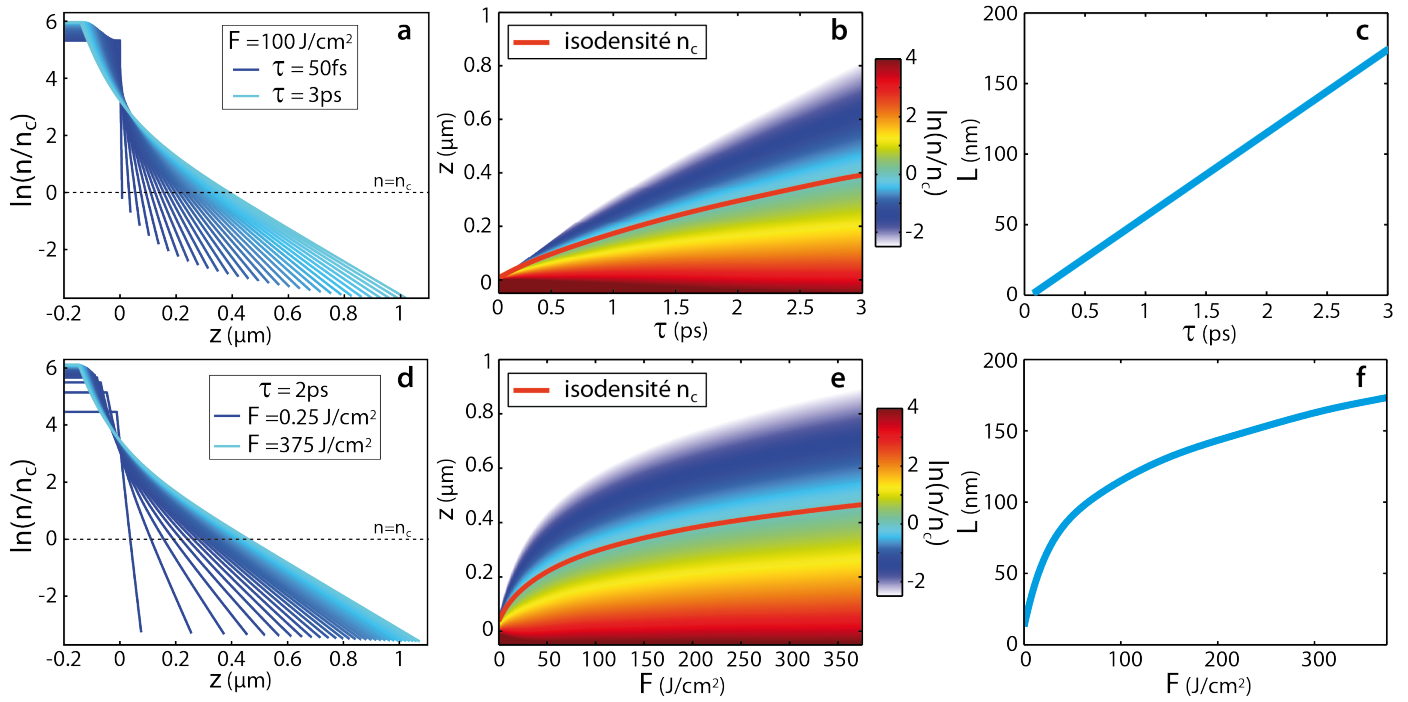 a
F = 100 J/cm²
τ = 50fs
τ = 3ps
n=n_c
ln(n/n_c)
6
4
2
0
-2
-0.2
0
0.2
0.4
0.6
0.8
1
z (μm)
b
isodensité n_c
z (μm)
1
0.8
0.6
0.4
0.2
0
0
0.5
1
1.5
2
2.5
3
τ (ps)
4
2
0
-2
ln(n/n_c)
c
L (nm)
200
150
100
50
0
0
0.5
1
1.5
2
2.5
3
τ (ps)
d
τ = 2ps
F =0.25 J/cm²
F =375 J/cm²
n=n_c
ln(n/n_c)
6
4
2
0
-2
-0.2
0
0.2
0.4
0.6
0.8
1
z (μm)
e
isodensité n_c
z (μm)
1
0.8
0.6
0.4
0.2
0
0
50
100
150
200
250
300
350
F (J/cm²)
4
2
0
-2
ln(n/n_c)
f
L (nm)
200
150
100
50
0
0
100
200
300
F (J/cm²)